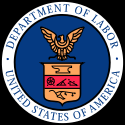 DEPARTMENT OF LABOR
UNITED STATES OF AMERICA